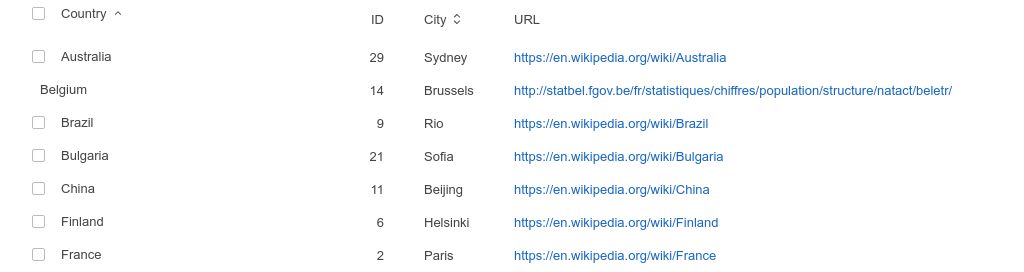 Country ID City URL
Australia 29 Sydney https://en.wikipedia.org/wiki/Australia
Belgium 14 Brussels http://statbel.fgov.be/fr/statistiques/chiffres/population/structure/natact/beletr/
Brazil 9 Rio https://en.wikipedia.org/wiki/Brazil
Bulgaria 21 Sofia https://en.wikipedia.org/wiki/Bulgaria
China 11 Beijing https://en.wikipedia.org/wiki/China
Finland 6 Helsinki https://en.wikipedia.org/wiki/Finland
France 2 Paris https://en.wikipedia.org/wiki/France